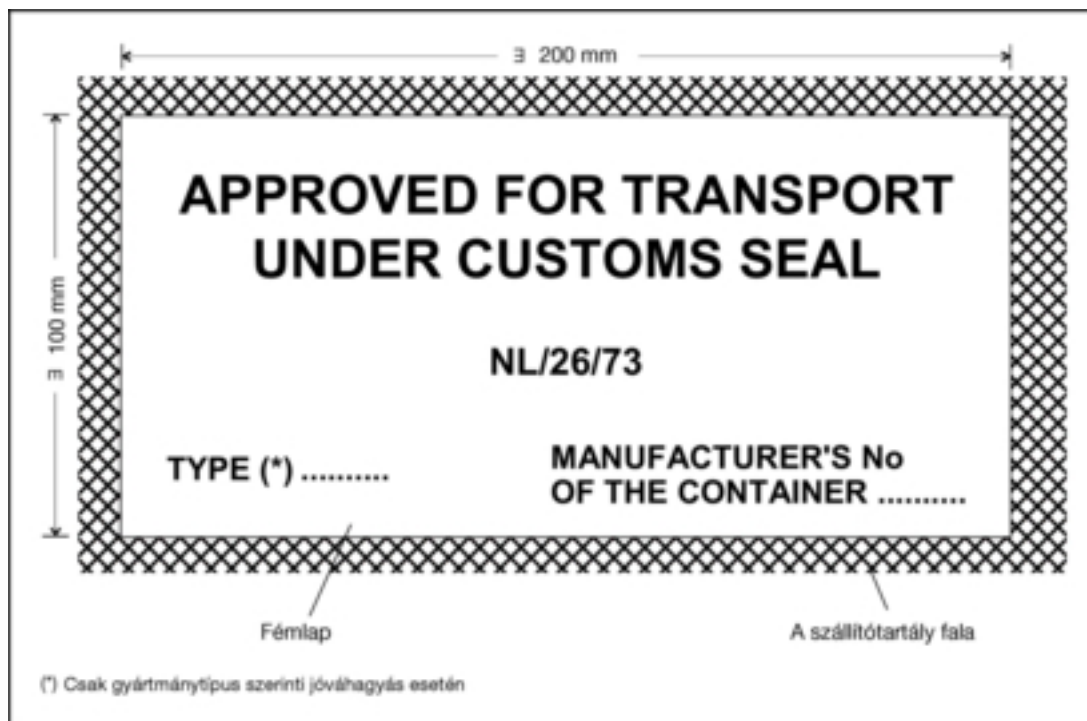 ∃ 200 mm
∃ 100 mm
APPROVED FOR TRANSPORT
UNDER CUSTOMS SEAL
NL/26/73
TYPE (*) ..........
MANUFACTURER'S No
OF THE CONTAINER ..........
Fémlap
A szállítótartály fala
(*) Csak gyártmánytípus szerinti jóváhagyás esetén